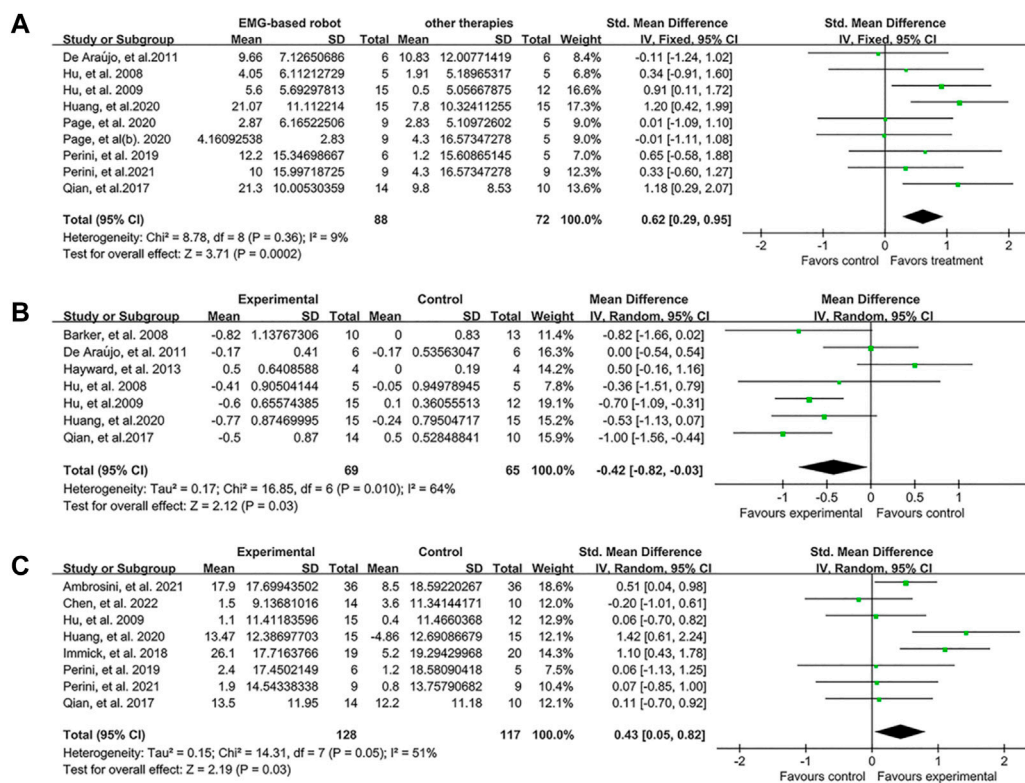 A
EMG-based robot other therapies Std. Mean Difference Std. Mean Difference
Study or Subgroup Mean SD Total Mean SD Total Weight IV, Fixed, 95% CI IV, Fixed, 95% CI
De Araújo, et al.2011 9.66 7.12650686 6 10.83 12.00771419 6 8.4% -0.11 [-1.24, 1.02]
Hu, et al. 2008 4.05 6.11212729 5 1.91 5.18965317 5 6.8% 0.34 [-0.91, 1.60]
Hu, et al. 2009 5.6 5.69297813 15 0.5 5.05667875 12 16.6% 0.91 [0.11, 1.72]
Huang, et al.2020 21.07 11.112214 15 7.8 10.32411255 15 17.3% 1.20 [0.42, 1.99]
Page, et al. 2020 2.87 6.16522506 9 2.83 5.10972602 5 9.0% 0.01 [-1.09, 1.10]
Page, et al(b). 2020 4.16092538 2.83 9 4.3 16.57347278 5 9.0% -0.01 [-1.11, 1.08]
Perini, et al. 2019 12.2 15.34698667 6 1.2 15.60865145 5 7.0% 0.65 [-0.58, 1.88]
Perini, et al.2021 10 15.99718725 9 4.3 16.57347278 9 12.3% 0.33 [-0.60, 1.27]
Qian, et al.2017 21.3 10.00530359 14 9.8 8.53 10 13.6% 1.18 [0.29, 2.07]
Total (95% CI) 88 72 100.0% 0.62 [0.29, 0.95]
Heterogeneity: Chi² = 8.78, df = 8 (P = 0.36); I² = 9%
Test for overall effect: Z = 3.71 (P = 0.0002)
-2 -1 0 1 2
Favors control Favors treatment
B
Experimental Control Mean Difference Mean Difference
Study or Subgroup Mean SD Total Mean SD Total Weight IV, Random, 95% CI IV, Random, 95% CI
Barker, et al. 2008 -0.82 1.13767306 10 0 0.83 13 11.4% -0.82 [-1.66, 0.02]
De Araújo, et al. 2011 -0.17 0.41 6 -0.17 0.53563047 6 16.3% 0.00 [-0.54, 0.54]
Hayward, et al. 2013 0.5 0.6408588 4 0 0.19 4 14.2% 0.50 [-0.16, 1.16]
Hu, et al. 2008 -0.41 0.90504144 5 -0.05 0.94978945 5 7.8% -0.36 [-1.51, 0.79]
Hu, et al.2009 -0.6 0.65574385 15 0.1 0.36055513 12 19.1% -0.70 [-1.09, -0.31]
Huang, et al.2020 -0.77 0.87469995 15 -0.24 0.79504717 15 15.2% -0.53 [-1.13, 0.07]
Qian, et al.2017 -0.5 0.87 14 0.5 0.52848841 10 15.9% -1.00 [-1.56, -0.44]
Total (95% CI) 69 65 100.0% -0.42 [-0.82, -0.03]
Heterogeneity: Tau² = 0.17; Chi² = 16.85, df = 6 (P = 0.010); I² = 64%
Test for overall effect: Z = 2.12 (P = 0.03)
-1 -0.5 0 0.5 1
Favours experimental Favours control
C
Experimental Control Std. Mean Difference Std. Mean Difference
Study or Subgroup Mean SD Total Mean SD Total Weight IV, Random, 95% CI IV, Random, 95% CI
Ambrosini, et al. 2021 17.9 17.69943502 36 8.5 18.59220267 36 18.6% 0.51 [0.04, 0.98]
Chen, et al. 2022 1.5 9.13681016 14 3.6 11.34144171 10 12.0% -0.20 [-1.01, 0.61]
Hu, et al. 2009 1.1 11.41183596 15 0.4 11.4660368 12 12.9% 0.06 [-0.70, 0.82]
Huang, et al. 2020 13.47 12.38697703 15 -4.86 12.69086679 15 12.1% 1.42 [0.61, 2.24]
Immick, et al. 2018 26.1 17.7163766 19 5.2 19.29429968 20 14.3% 1.10 [0.43, 1.78]
Perini, et al. 2019 2.4 17.4502149 6 1.2 18.58090418 5 7.5% 0.06 [-1.13, 1.25]
Perini, et al. 2021 1.9 14.54338338 9 0.8 13.75790682 9 10.4% 0.07 [-0.85, 1.00]
Qian, et al. 2017 13.5 11.95 14 12.2 11.18 10 12.1% 0.11 [-0.70, 0.92]
Total (95% CI) 128 117 100.0% 0.43 [0.05, 0.82]
Heterogeneity: Tau² = 0.15; Chi² = 14.31, df = 7 (P = 0.05); I² = 51%
Test for overall effect: Z = 2.19 (P = 0.03)
-2 -1 0 1 2
Favours control Favours experimental